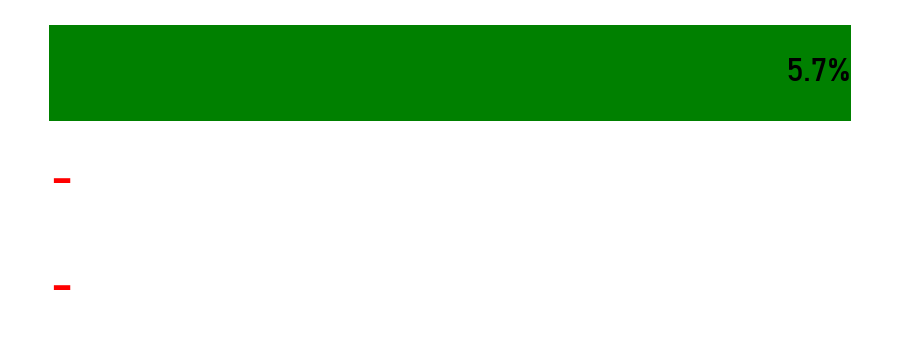 5.7%
–
–